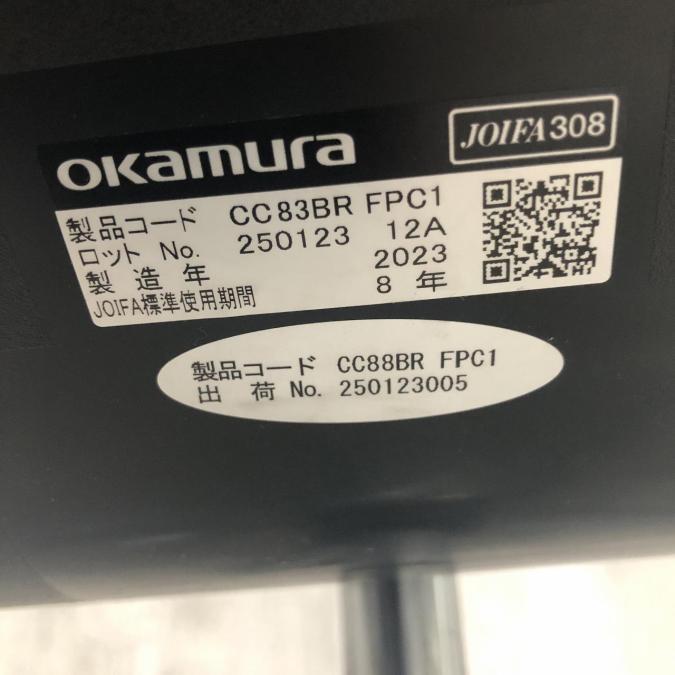 okamura
JOIFA308
製品コード CC83BR FPC1
ロット No. 250123 12A
製造年 2023
JOIFA標準使用期間 8 年
製品コード CC88BR FPC1
出荷 No. 250123005